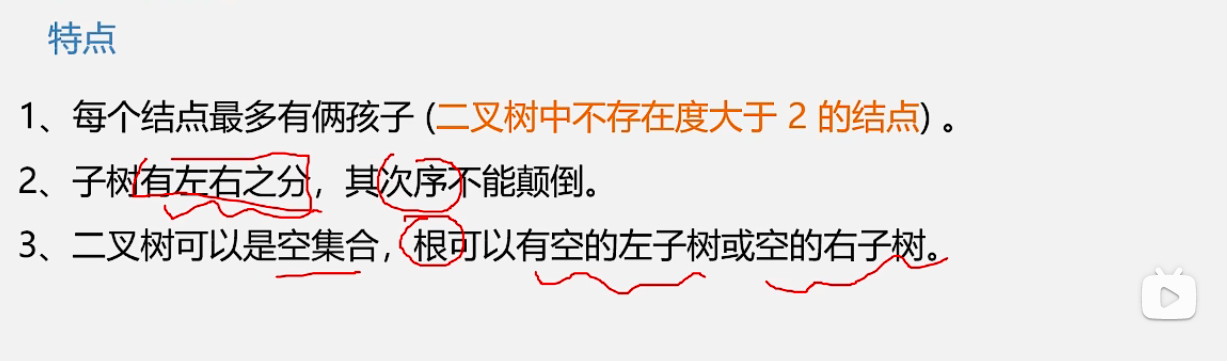 特点
1、每个结点最多有俩孩子 (二叉树中不存在度大于 2 的结点) 。
2、子树有左右之分，其次序不能颠倒。
3、二叉树可以是空集合，根可以有空的左子树或空的右子树。